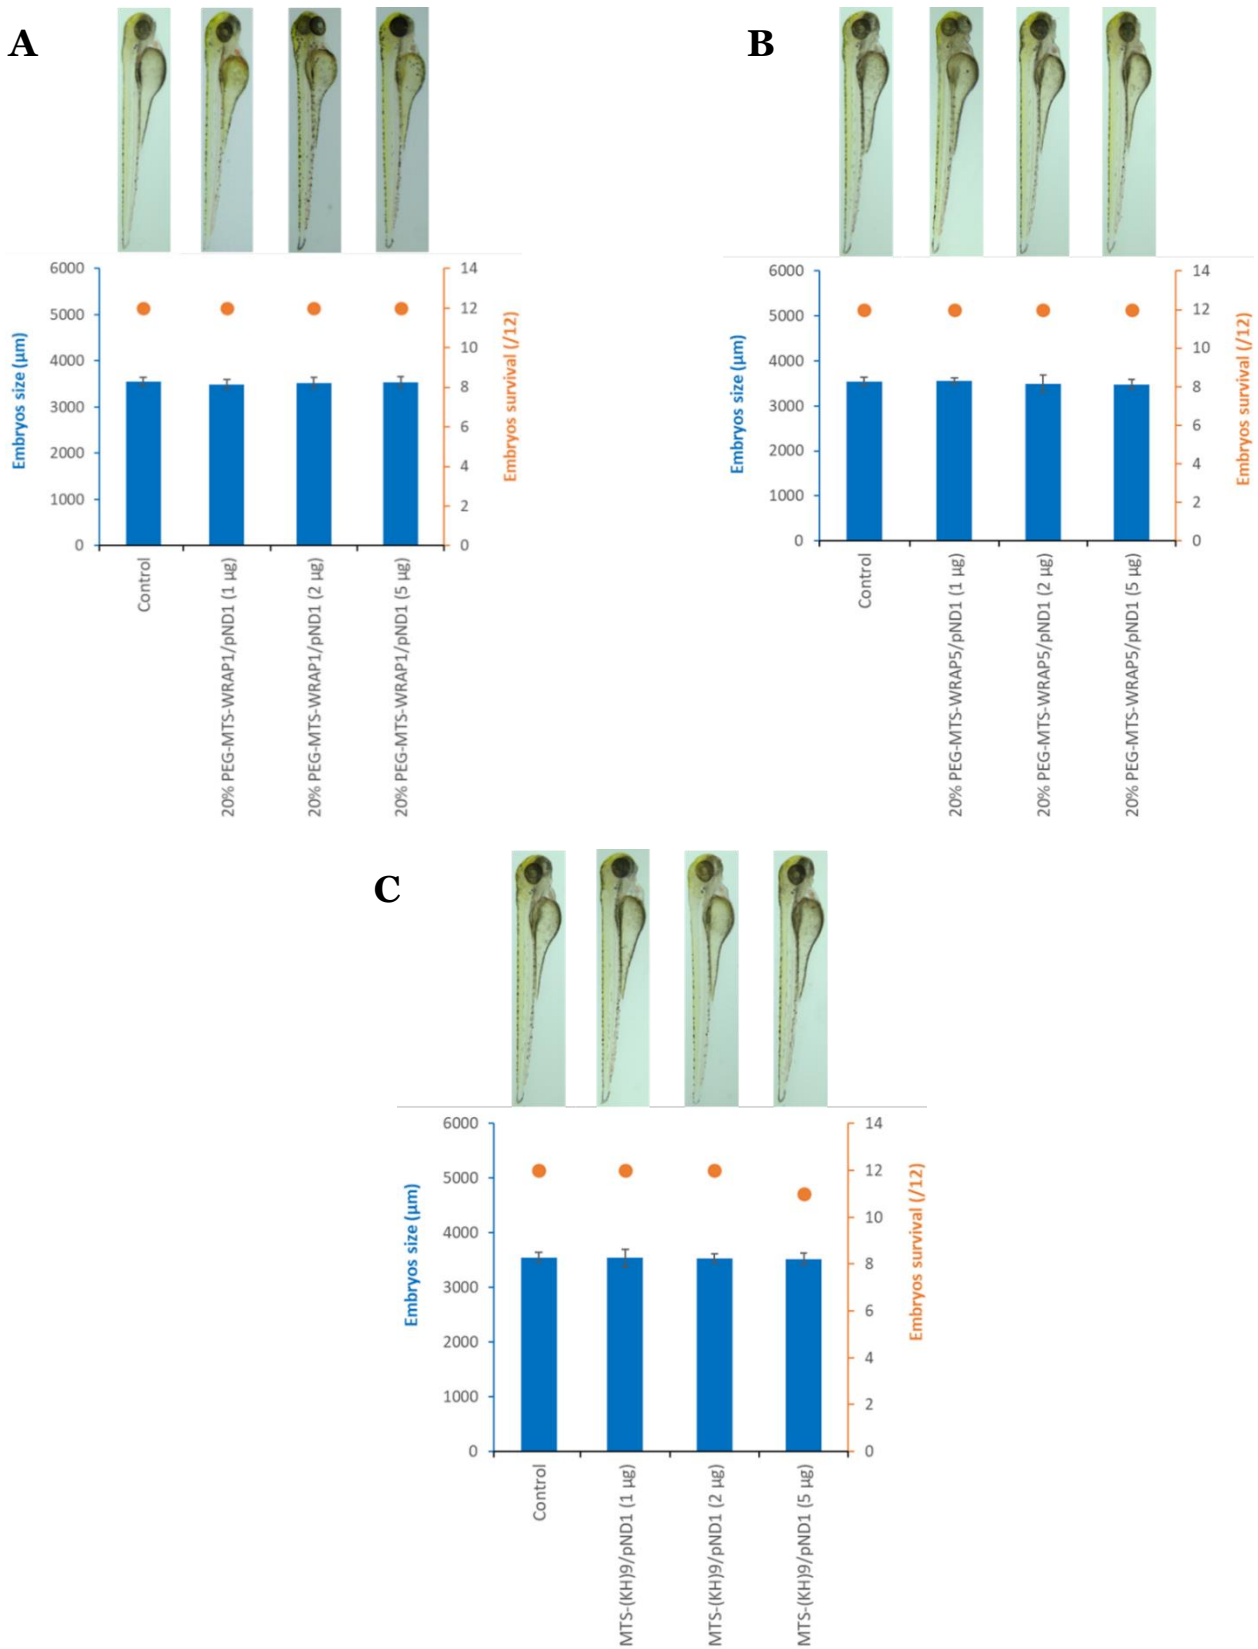 A
6000
5000
4000
3000
2000
1000
0
Embryos size (µm)
14
12
10
8
6
4
2
0
Embryos survival (/12)
Control
20% PEG-MTS-WRAP1/pND1 (1 µg)
20% PEG-MTS-WRAP1/pND1 (2 µg)
20% PEG-MTS-WRAP1/pND1 (5 µg)
B
6000
5000
4000
3000
2000
1000
0
Embryos size (µm)
14
12
10
8
6
4
2
0
Embryos survival (/12)
Control
20% PEG-MTS-WRAP5/pND1 (1 µg)
20% PEG-MTS-WRAP5/pND1 (2 µg)
20% PEG-MTS-WRAP5/pND1 (5 µg)
C
6000
5000
4000
3000
2000
1000
0
Embryos size (µm)
14
12
10
8
6
4
2
0
Embryos survival (/12)
Control
MTS-(KH)9/pND1 (1 µg)
MTS-(KH)9/pND1 (2 µg)
MTS-(KH)9/pND1 (5 µg)